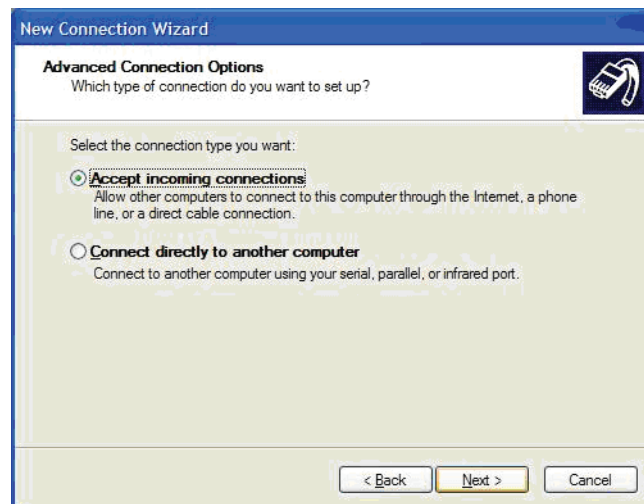 New Connection Wizard
Advanced Connection Options
Which type of connection do you want to set up?
Select the connection type you want:
Accept incoming connections
Allow other computers to connect to this computer through the Internet, a phone
line, or a direct cable connection.
Connect directly to another computer
Connect to another computer using your serial, parallel, or infrared port.
< Back Next > Cancel